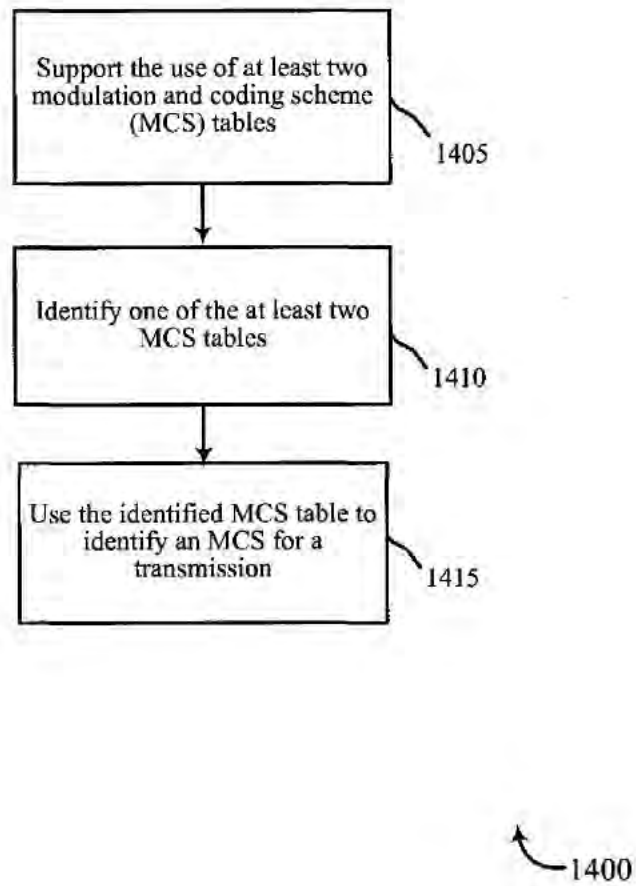 Support the use of at least two
modulation and coding scheme
(MCS) tables
1405
Identify one of the at least two
MCS tables
1410
Use the identified MCS table to
identify an MCS for a
transmission
1415
1400